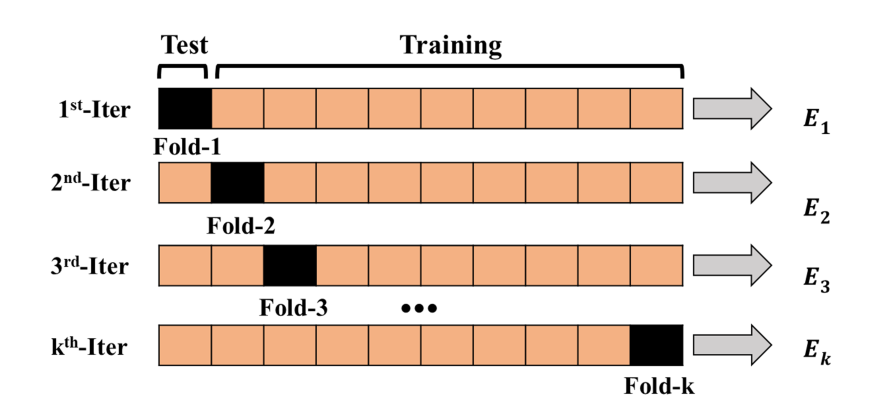 Test Training
1ˢᵗ-Iter
E₁
Fold-1
2ⁿᵈ-Iter
E₂
Fold-2
3ʳᵈ-Iter
E₃
Fold-3 •••
kᵗʰ-Iter
Eₖ
Fold-k